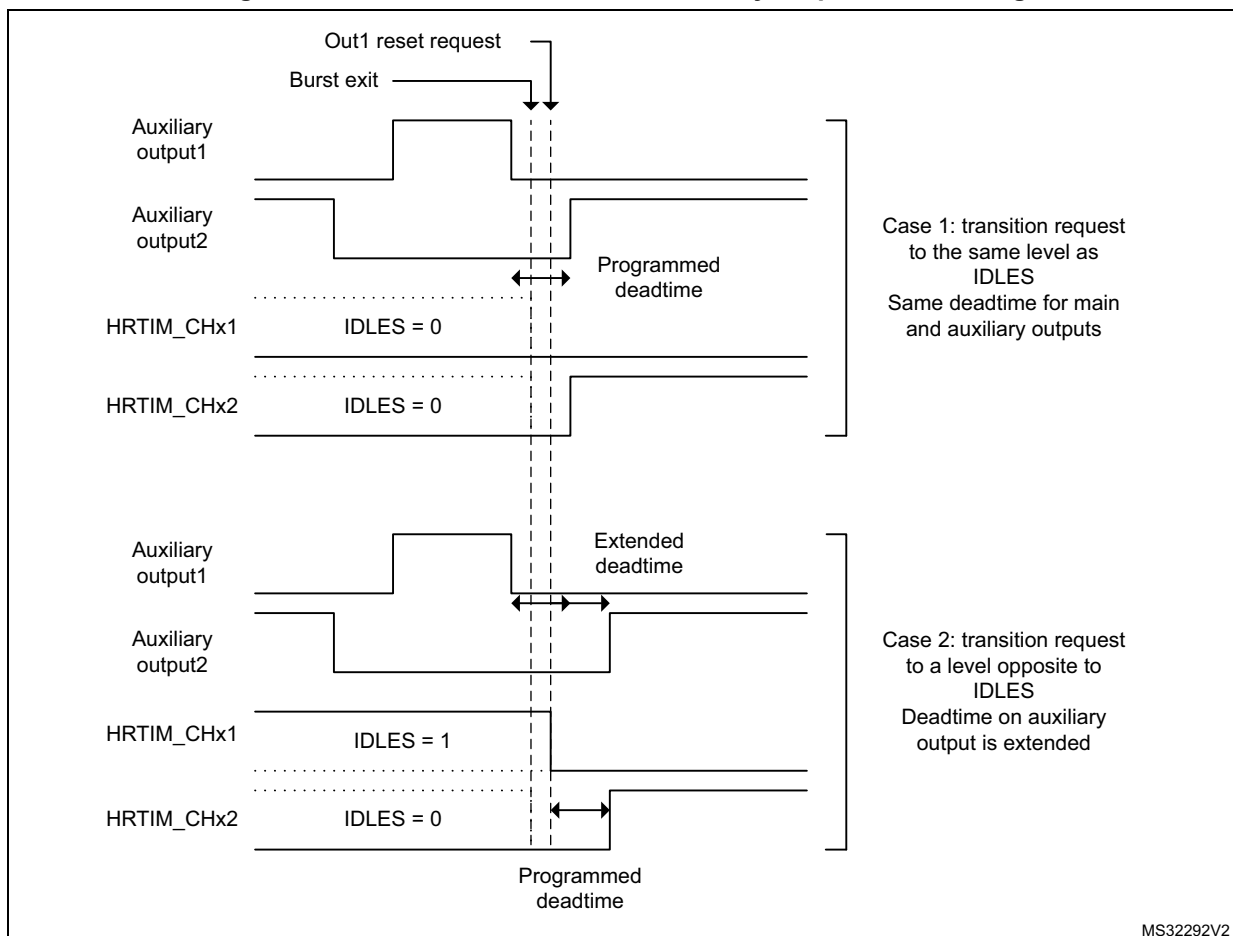 Out1 reset request
Burst exit
Auxiliary
output1
Auxiliary
output2
Programmed
deadtime
HRTIM_CHx1
IDLES = 0
HRTIM_CHx2
IDLES = 0
Case 1: transition request
to the same level as
IDLES
Same deadtime for main
and auxiliary outputs
Auxiliary
output1
Extended
deadtime
Auxiliary
output2
HRTIM_CHx1
IDLES = 1
HRTIM_CHx2
IDLES = 0
Programmed
deadtime
Case 2: transition request
to a level opposite to
IDLES
Deadtime on auxiliary
output is extended
MS32292V2